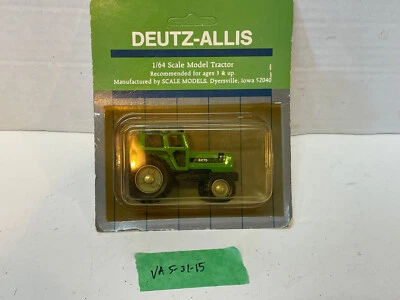 DEUTZ-ALLIS
1/64 Scale Model Tractor
Recommended for ages 3 & up.
Manufactured by SCALE MODELS, Dyersville, Iowa 52040
VA 5-21-15